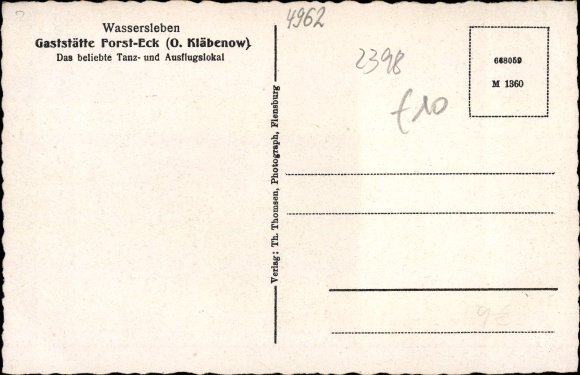 Wassersleben
Gaststätte Forst-Eck (O. Kläbenow).
Das beliebte Tanz- und Ausflugslokal
4962
2398
£10
668059
M 1360
Verlag: Th. Thomsen, Photograph, Flensburg